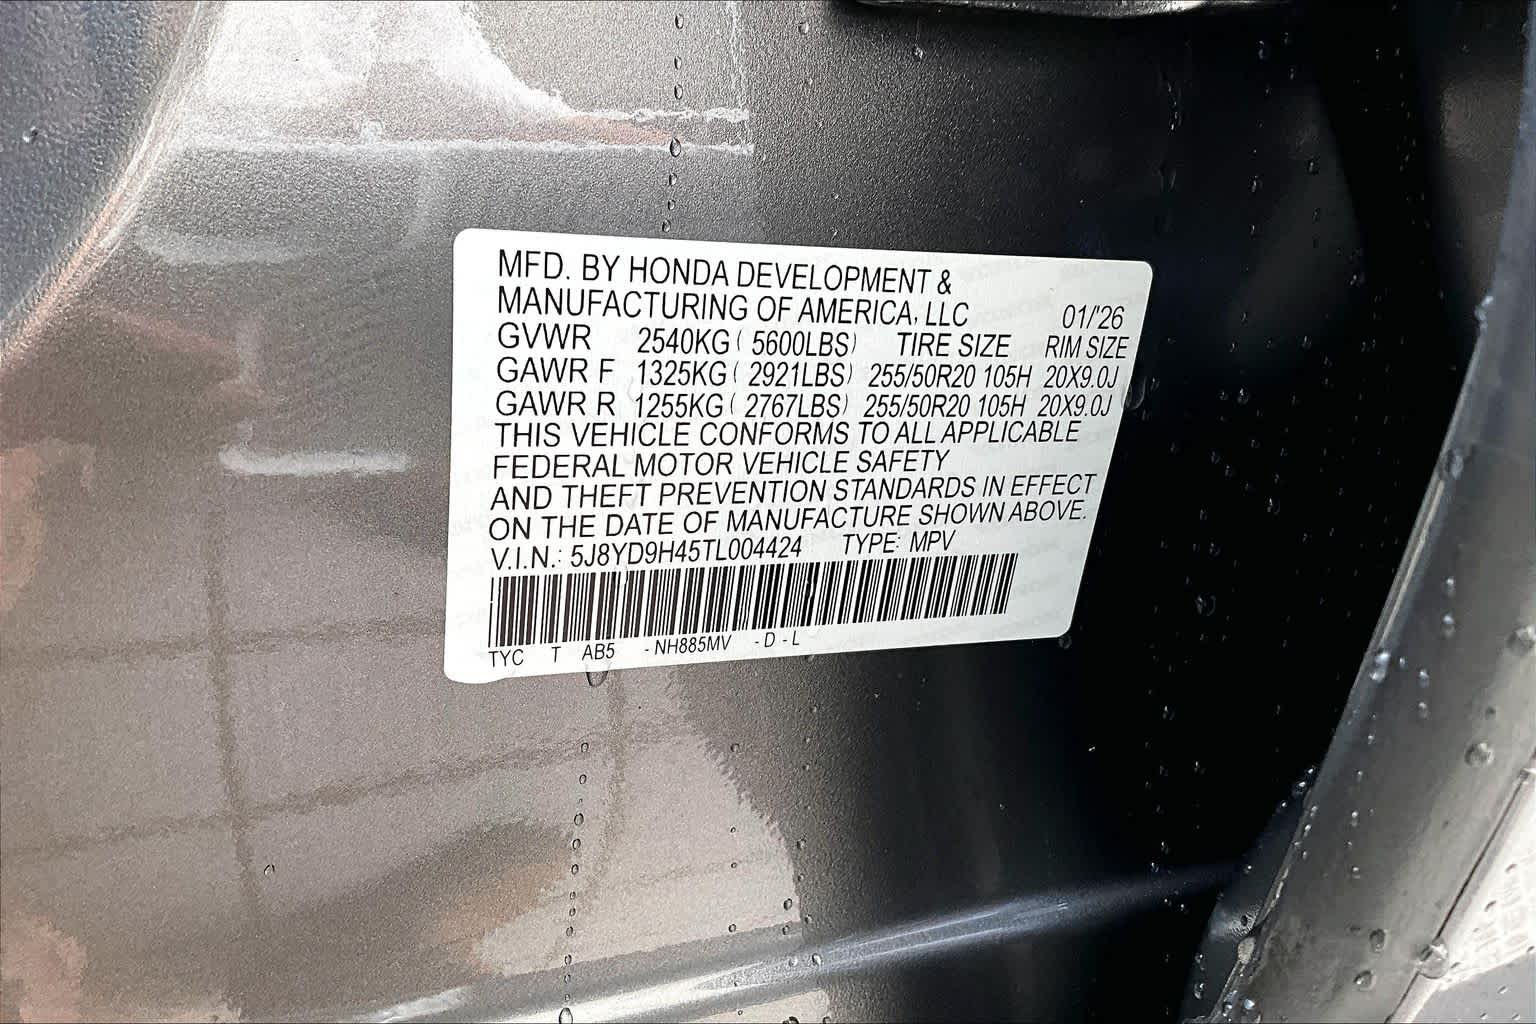 MFD. BY HONDA DEVELOPMENT &
MANUFACTURING OF AMERICA, LLC 01/'26
GVWR 2540KG ( 5600LBS) TIRE SIZE RIM SIZE
GAWR F 1325KG ( 2921LBS) 255/50R20 105H 20X9.0J
GAWR R 1255KG ( 2767LBS) 255/50R20 105H 20X9.0J
THIS VEHICLE CONFORMS TO ALL APPLICABLE
FEDERAL MOTOR VEHICLE SAFETY
AND THEFT PREVENTION STANDARDS IN EFFECT
ON THE DATE OF MANUFACTURE SHOWN ABOVE.
V.I.N.: 5J8YD9H45TL004424 TYPE: MPV
TYC T AB5 - NH885MV - D - L